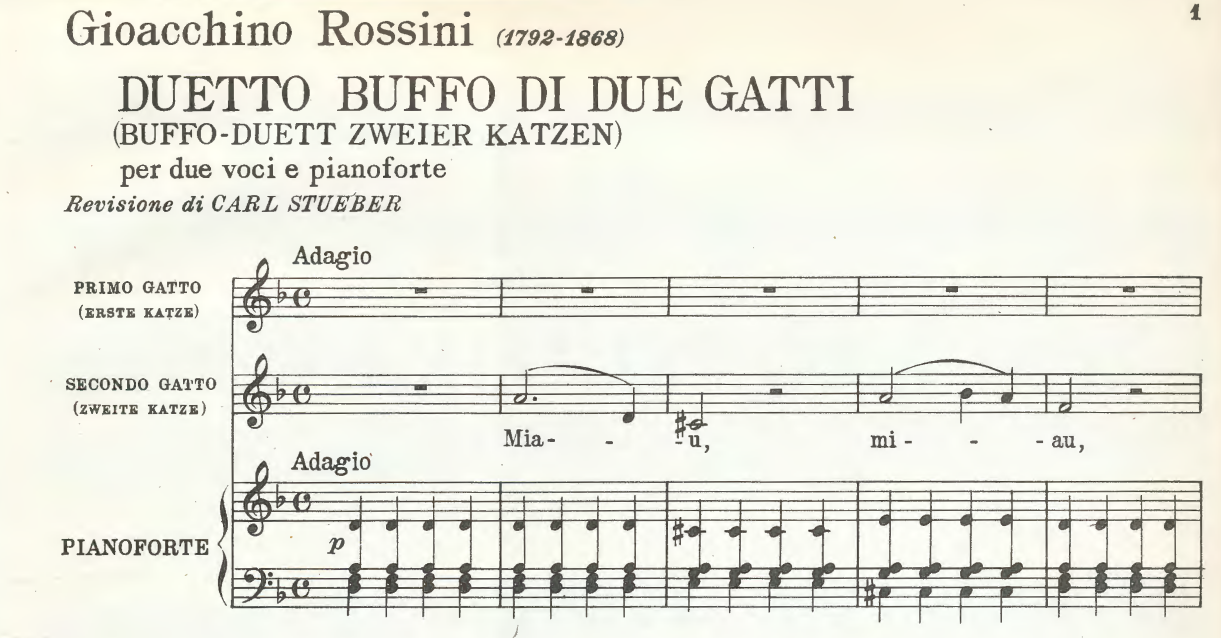 1
Gioacchino Rossini (1792-1868)
DUETTO BUFFO DI DUE GATTI
(BUFFO-DUETT ZWEIER KATZEN)
per due voci e pianoforte
Revisione di CARL STUEBER
Adagio
PRIMO GATTO
(ERSTE KATZE)
SECONDO GATTO
(ZWEITE KATZE)
Mia- - -u, mi- - -au,
Adagio
p
PIANOFORTE